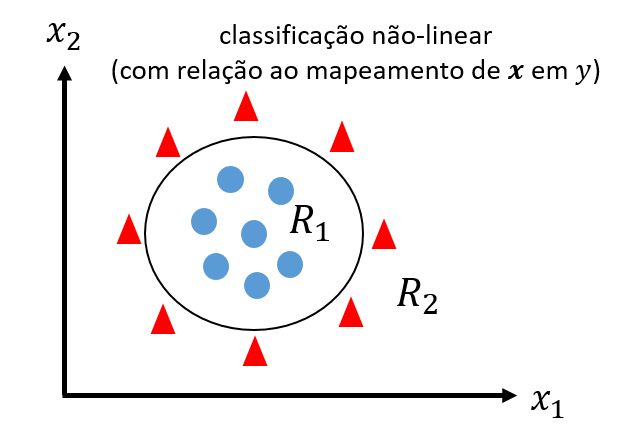 x₂
classificação não-linear
(com relação ao mapeamento de x em y)
R₁
R₂
x₁